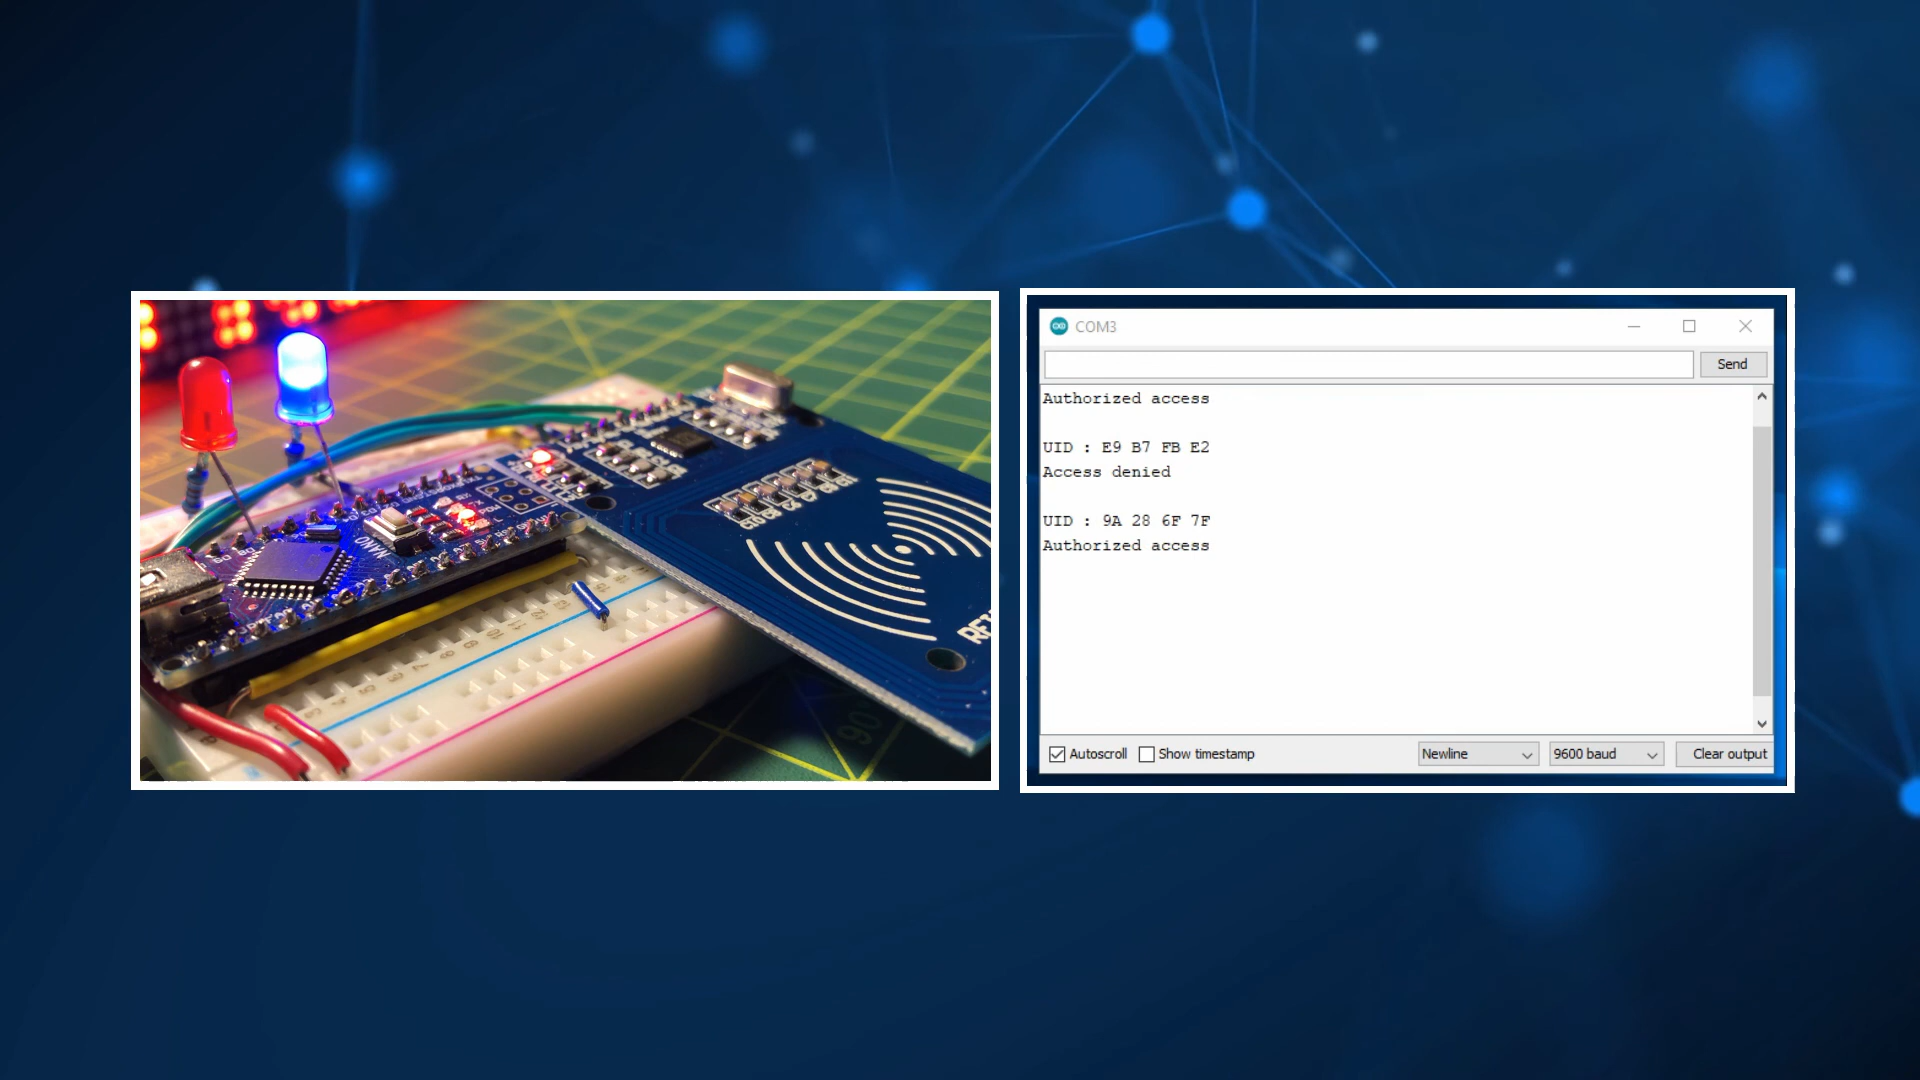 COM3
Send
Authorized access
UID : E9 B7 FB E2
Access denied
UID : 9A 28 6F 7F
Authorized access
Autoscroll
Show timestamp
Newline
9600 baud
Clear output
NANO
90°